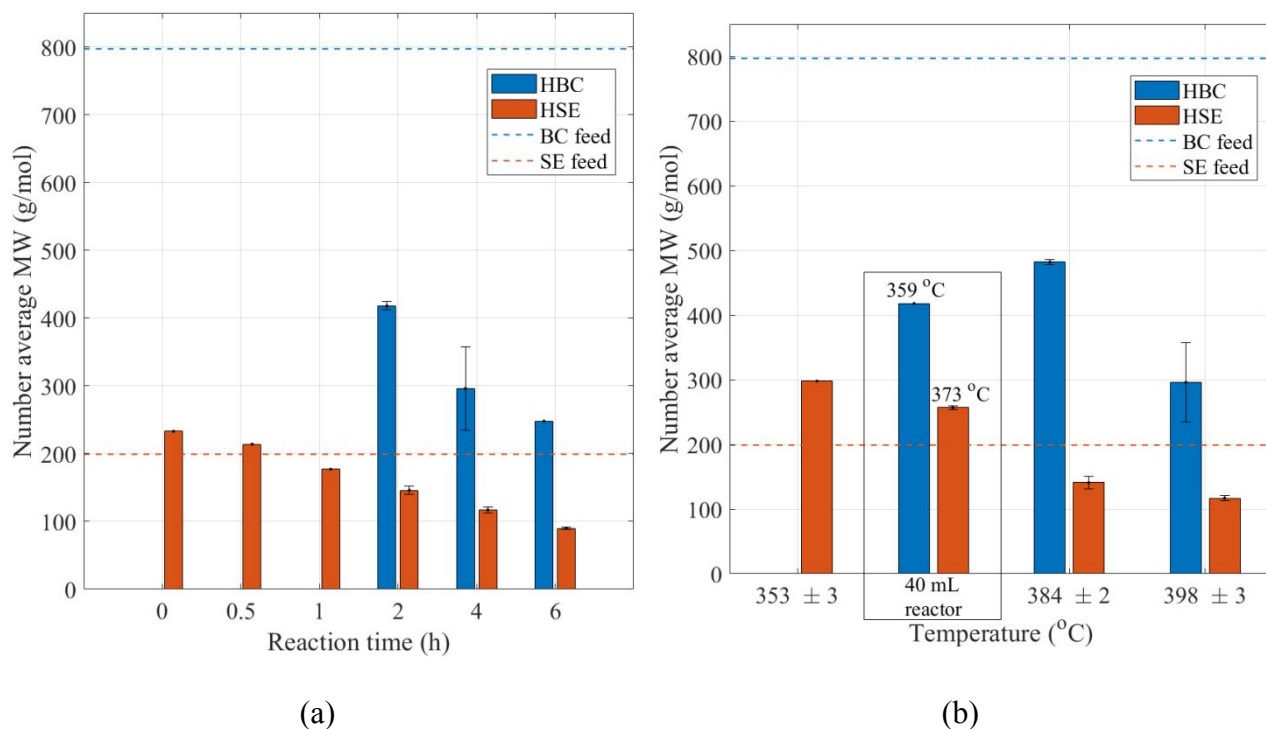 Number average MW (g/mol)
800
700
600
500
400
300
200
100
0
0 0.5 1 2 4 6
Reaction time (h)
HBC
HSE
BC feed
SE feed
(a)
Number average MW (g/mol)
800
700
600
500
400
300
200
100
0
359 °C
373 °C
353 ± 3
40 mL
reactor
384 ± 2 398 ± 3
Temperature (°C)
HBC
HSE
BC feed
SE feed
(b)